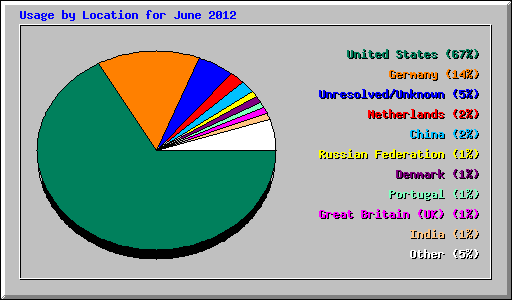 Usage by Location for June 2012
United States (67%)
Germany (14%)
Unresolved/Unknown (5%)
Netherlands (2%)
China (2%)
Russian Federation (1%)
Denmark (1%)
Portugal (1%)
Great Britain (UK) (1%)
India (1%)
Other (5%)